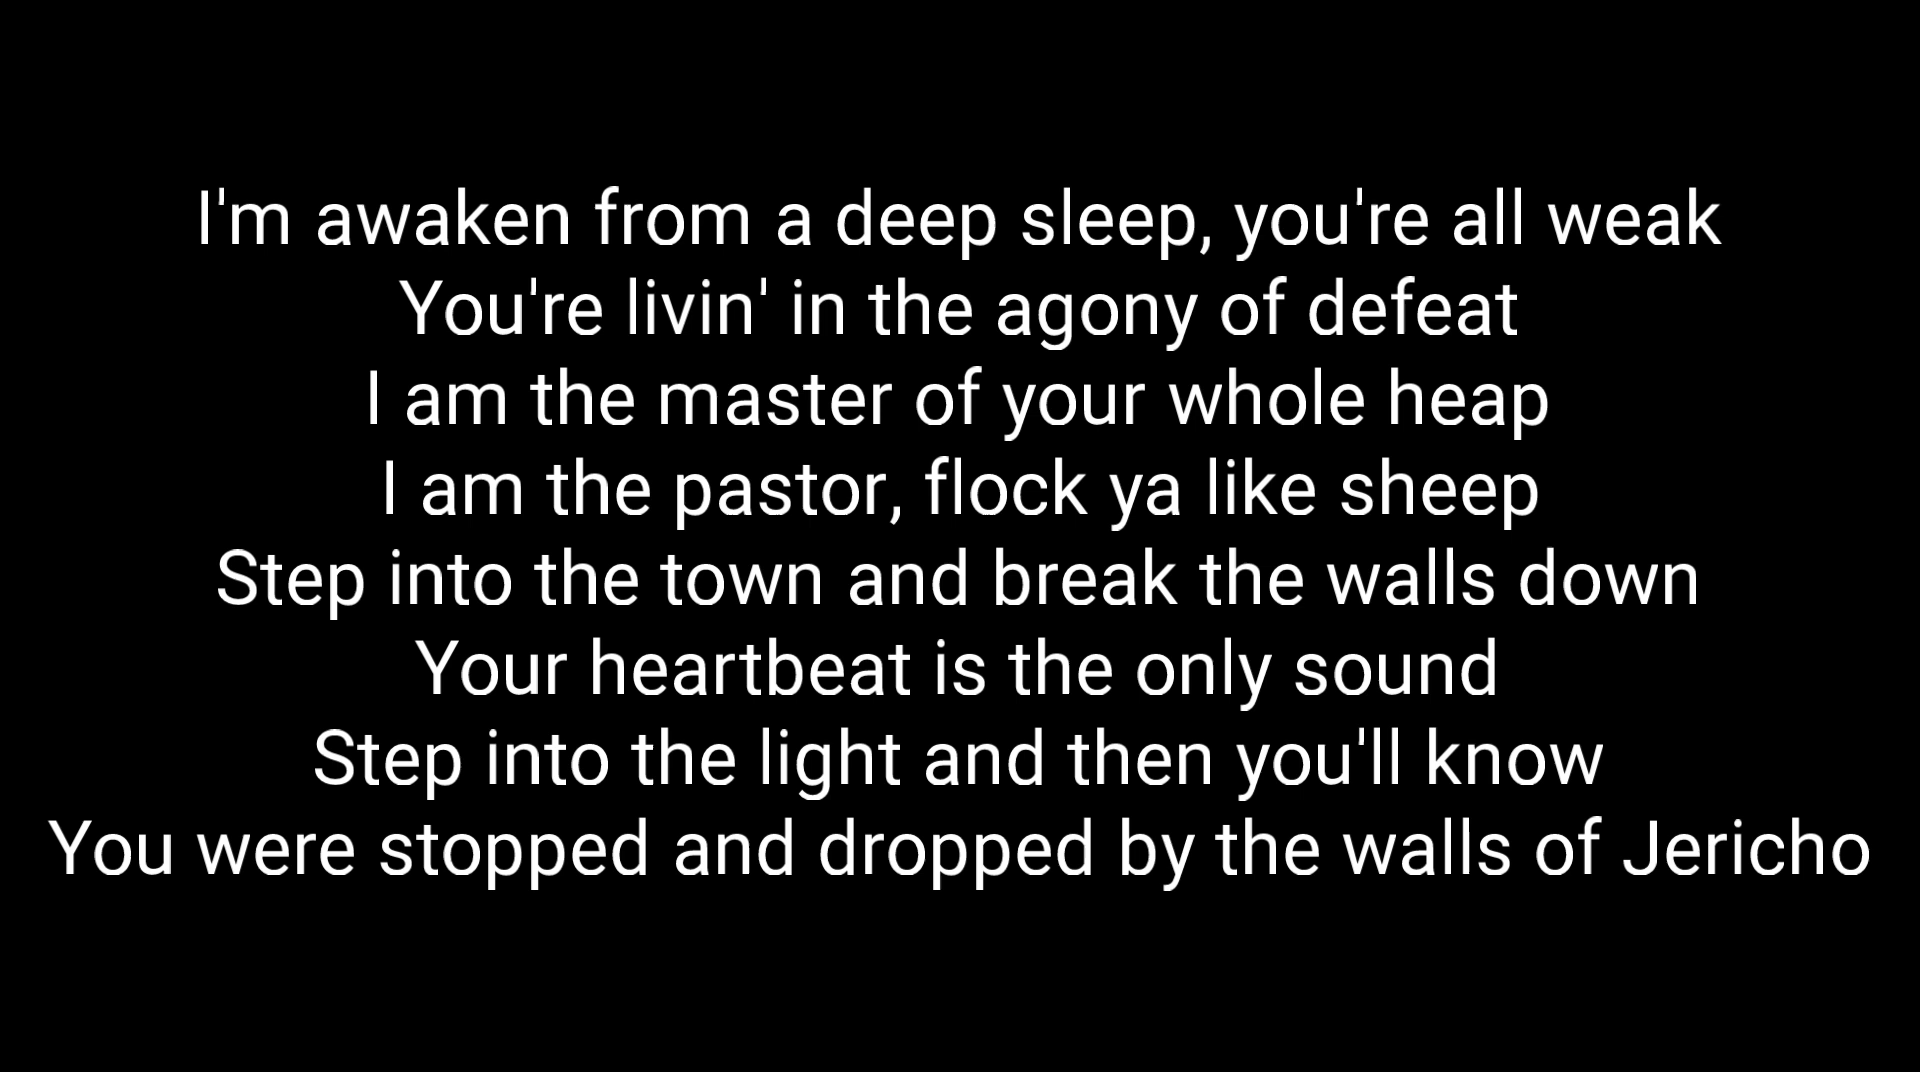 I'm awaken from a deep sleep, you're all weak
You're livin' in the agony of defeat
I am the master of your whole heap
I am the pastor, flock ya like sheep
Step into the town and break the walls down
Your heartbeat is the only sound
Step into the light and then you'll know
You were stopped and dropped by the walls of Jericho